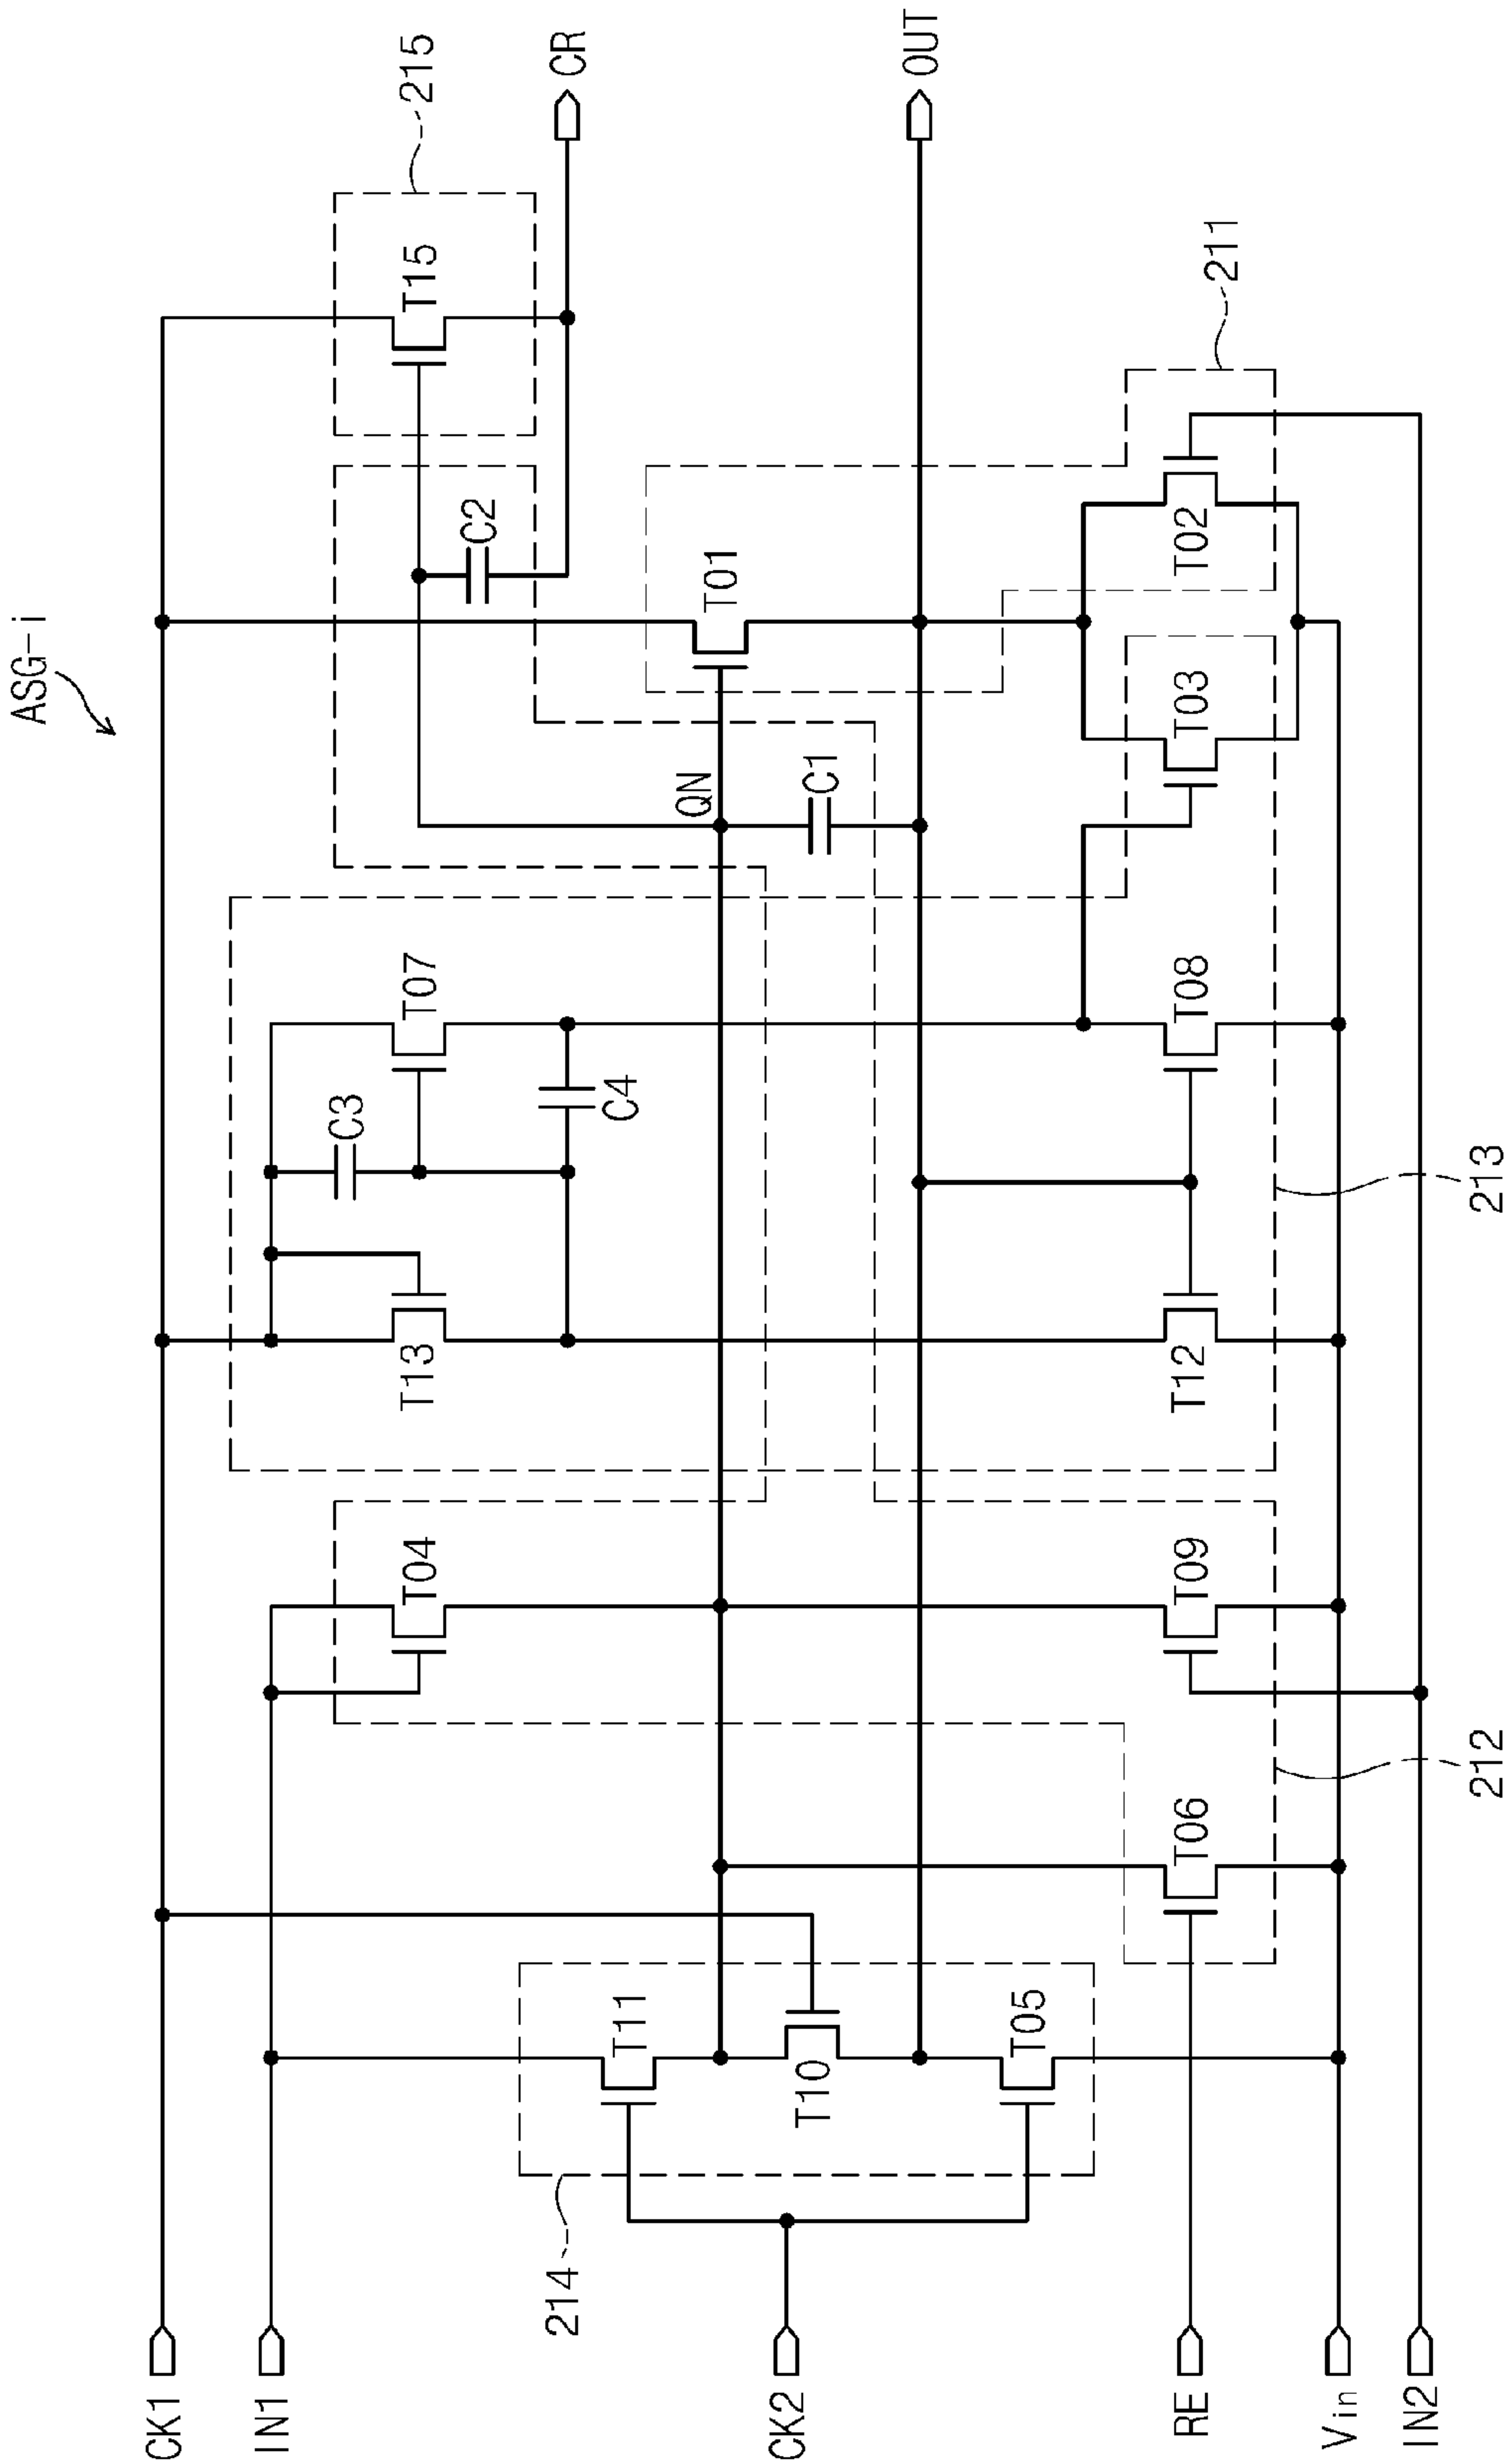 ASG-i
CK1
IN1
CK2
RE
Vin
IN2
214
T11
T10
T05
T06
212
T04
T09
T13
T12
213
C3
T07
C4
T08
QN
C1
T03
T01
C2
T02
211
T15
215
CR
OUT